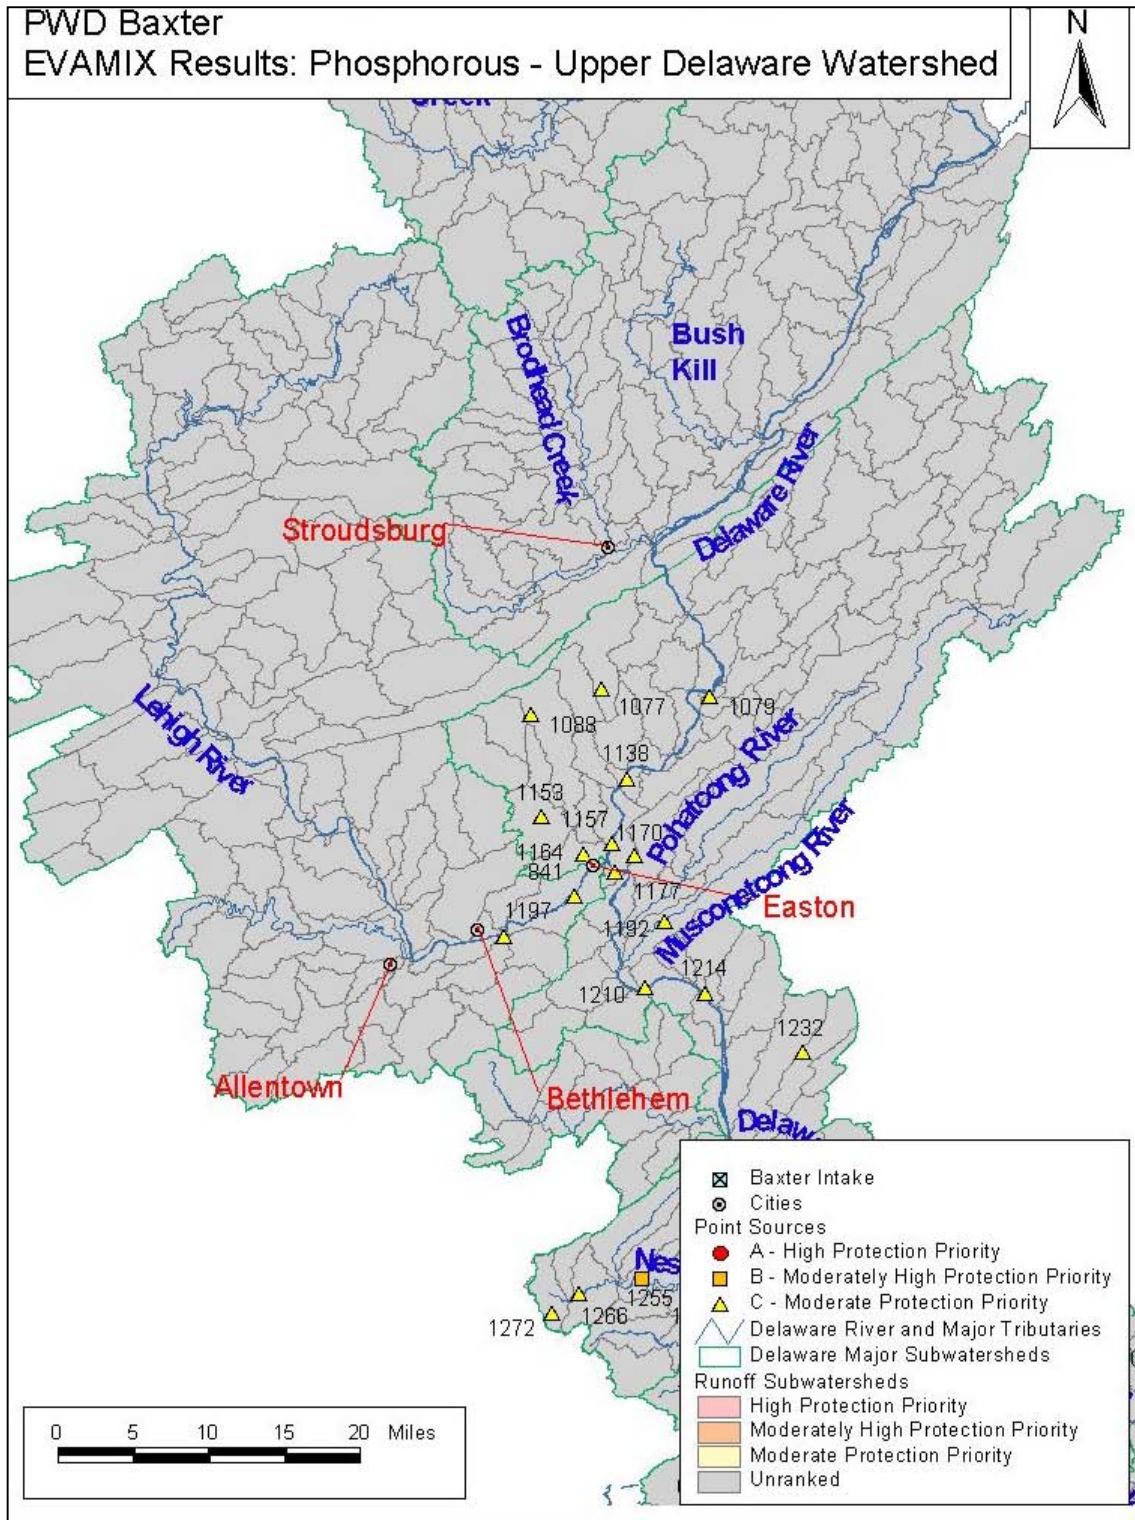 PWD Baxter
EVAMIX Results: Phosphorous - Upper Delaware Watershed
N
Creek
Bush
Kill
Brodhead Creek
Delaware River
Stroudsburg
Lehigh River
1077
1079
1088
1138
Pohatcong River
1153
1157
1170
1164
841
Musconetcong River
1177
1197
Easton
1192
1214
1210
1232
Allentown
Bethlehem
Delaw
Nes
1255
1266
1272
Baxter Intake
Cities
Point Sources
A - High Protection Priority
B - Moderately High Protection Priority
C - Moderate Protection Priority
Delaware River and Major Tributaries
Delaware Major Subwatersheds
Runoff Subwatersheds
High Protection Priority
Moderately High Protection Priority
Moderate Protection Priority
Unranked
0 5 10 15 20 Miles